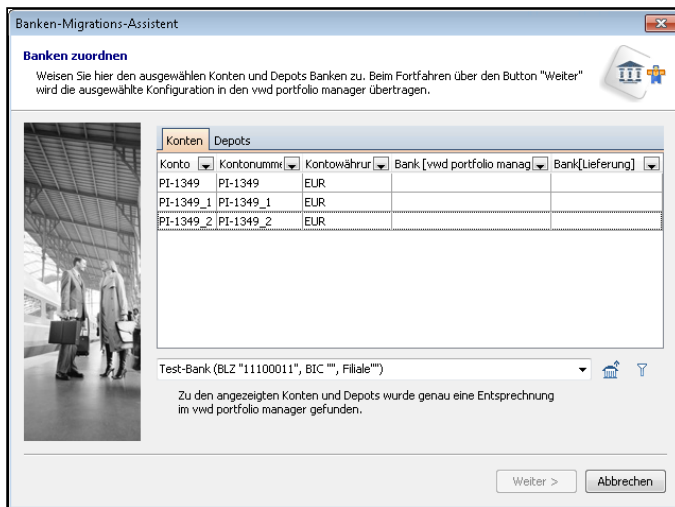 Banken-Migrations-Assistent
Banken zuordnen
Weisen Sie hier den ausgewählen Konten und Depots Banken zu. Beim Fortfahren über den Button "Weiter"
wird die ausgewählte Konfiguration in den vwd portfolio manager übertragen.
Konten Depots
Konto Kontonumme Kontowährur Bank [vwd portfolio manag Bank[Lieferung]
PI-1349 PI-1349 EUR
PI-1349_1 PI-1349_1 EUR
PI-1349_2 PI-1349_2 EUR
Test-Bank (BLZ "11100011", BIC "", Filiale"")
Zu den angezeigten Konten und Depots wurde genau eine Entsprechnung
im vwd portfolio manager gefunden.
Weiter > Abbrechen